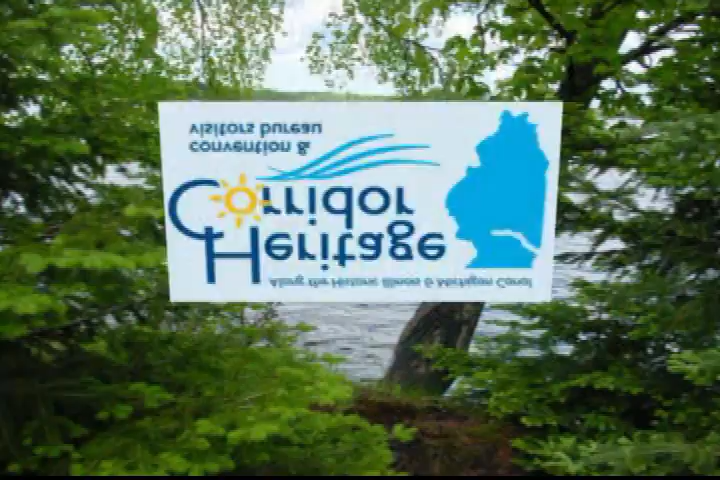 Along the Historic Illinois & Michigan Canal
Heritage
Corridor
convention &
visitors bureau